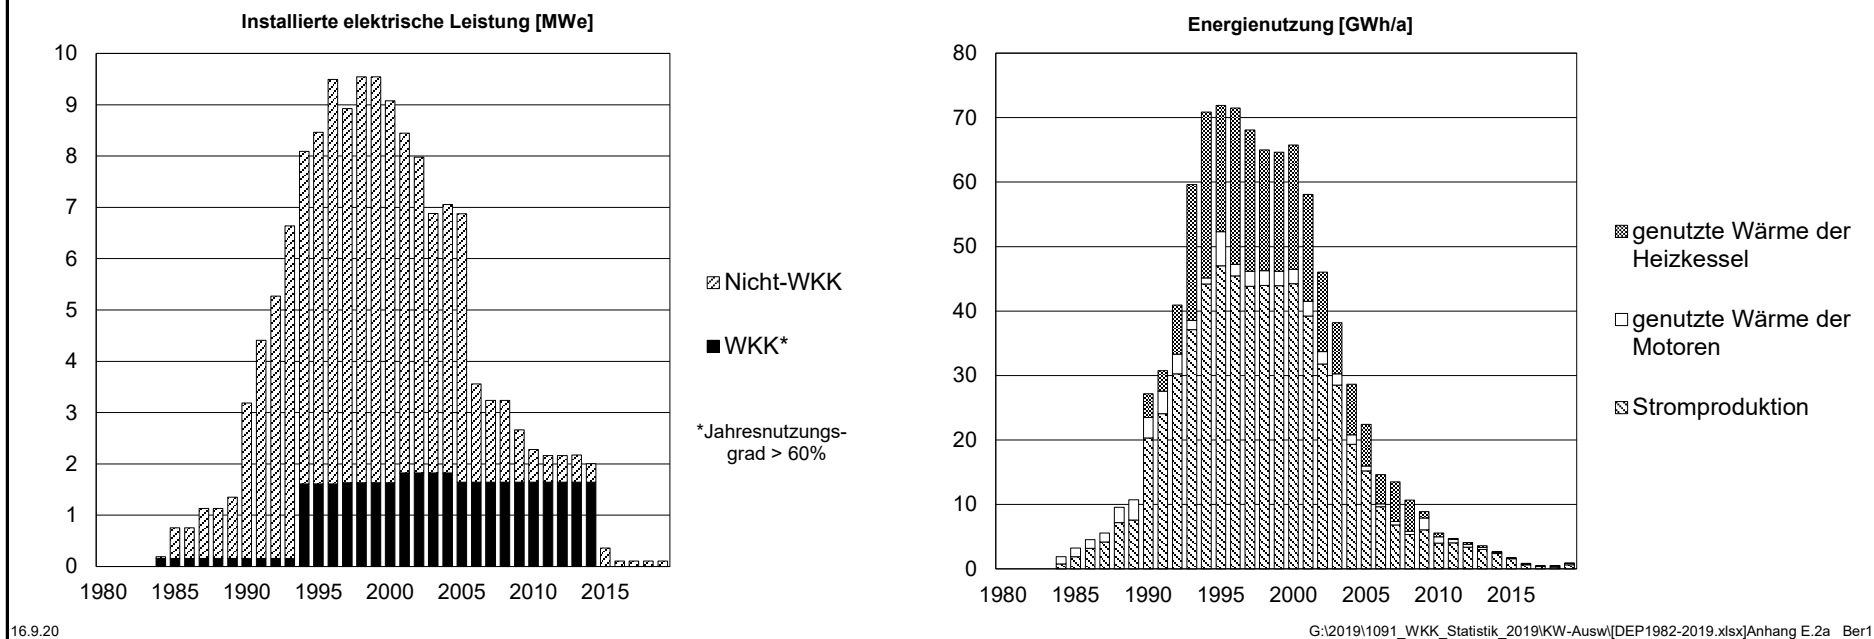 Installierte elektrische Leistung [MWe]
10
9
8
7
6
5
4
3
2
1
0
1980 1985 1990 1995 2000 2005 2010 2015
Nicht-WKK
WKK*
*Jahresnutzungs-
grad > 60%
Energienutzung [GWh/a]
80
70
60
50
40
30
20
10
0
1980 1985 1990 1995 2000 2005 2010 2015
genutzte Wärme der
Heizkessel
genutzte Wärme der
Motoren
Stromproduktion
16.9.20
G:\2019\1091_WKK_Statistik_2019\KW-Ausw\[DEP1982-2019.xlsx]Anhang E.2a Ber1